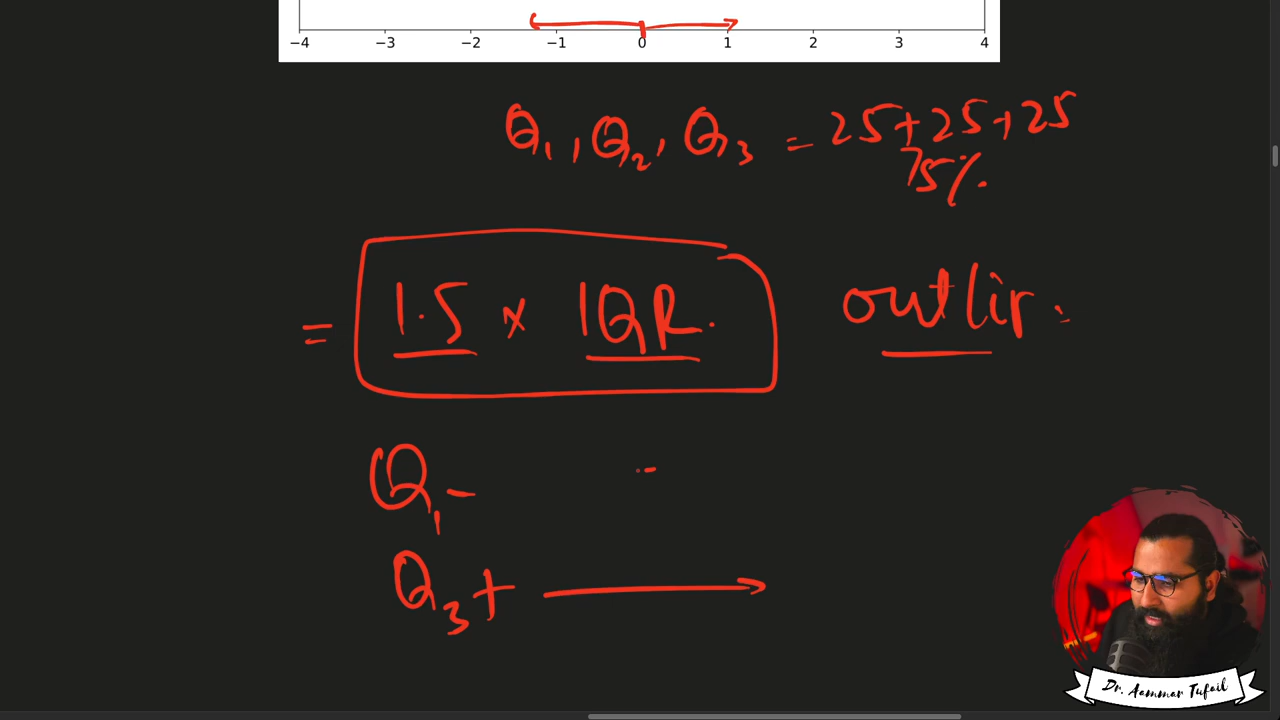 −4 −3 −2 −1 0 1 2 3 4
Q1, Q2, Q3 = 25+25+25
75%
= 1.5 x IQR. outlir :
Q1 -
Q3 +
Dr. Aammar Tufail